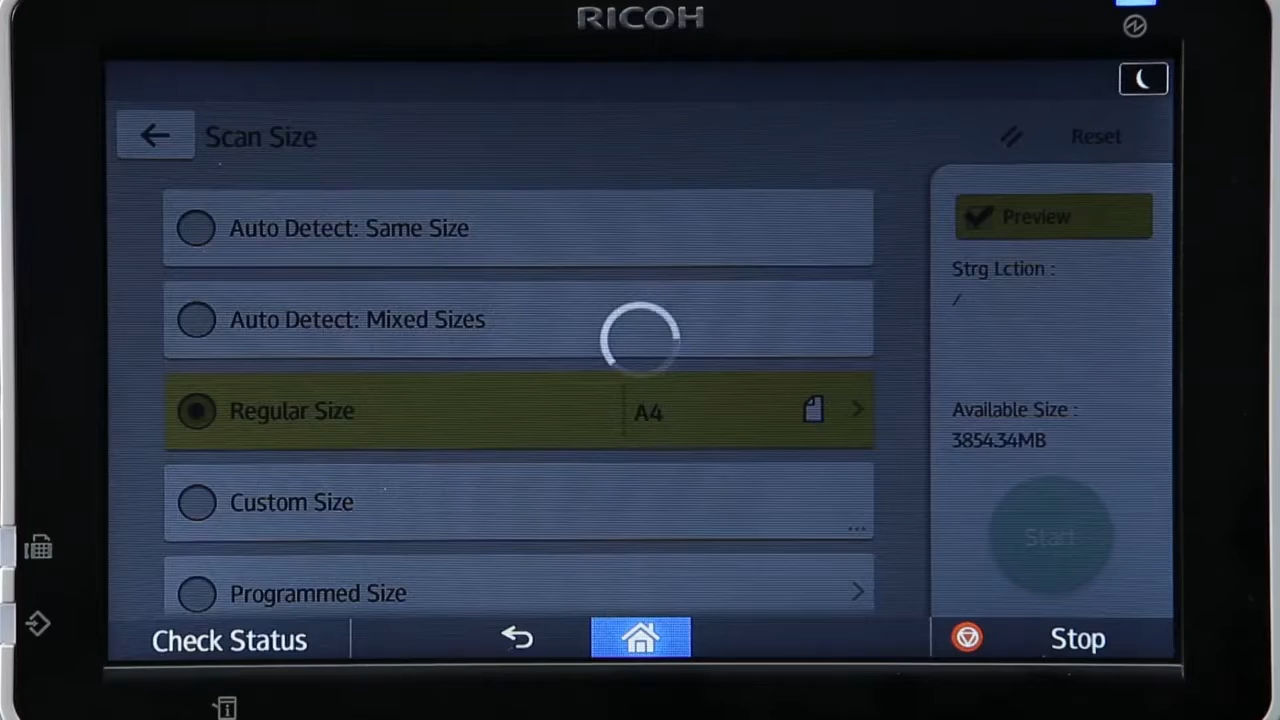 RICOH
Scan Size
Reset
Auto Detect: Same Size
Preview
Strg Lction :
/
Auto Detect: Mixed Sizes
Regular Size
A4
Available Size :
3854.34MB
Custom Size
Start
Programmed Size
Check Status
Stop